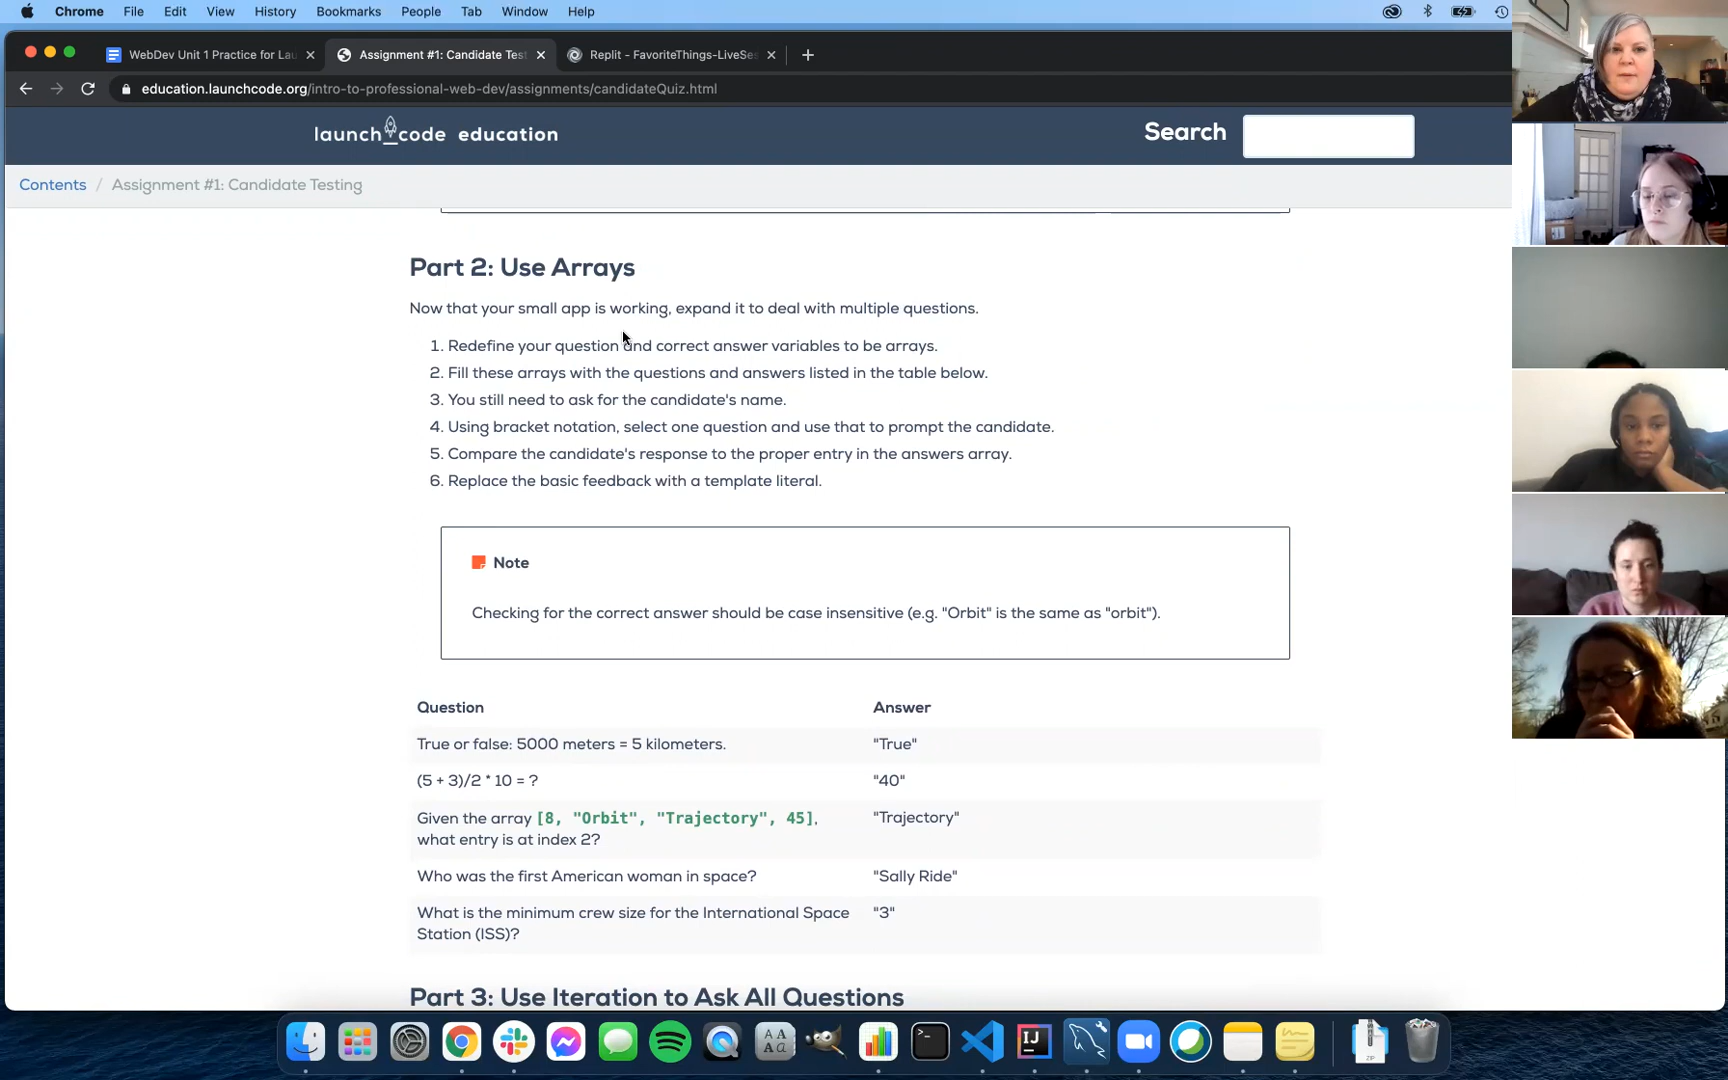 Chrome File Edit View History Bookmarks People Tab Window Help
WebDev Unit 1 Practice for Lau
Assignment #1: Candidate Test
Replit - FavoriteThings-LiveSes
education.launchcode.org/intro-to-professional-web-dev/assignments/candidateQuiz.html
launch_code education
Search
Contents / Assignment #1: Candidate Testing
Part 2: Use Arrays
Now that your small app is working, expand it to deal with multiple questions.
1. Redefine your question and correct answer variables to be arrays.
2. Fill these arrays with the questions and answers listed in the table below.
3. You still need to ask for the candidate's name.
4. Using bracket notation, select one question and use that to prompt the candidate.
5. Compare the candidate's response to the proper entry in the answers array.
6. Replace the basic feedback with a template literal.
Note
Checking for the correct answer should be case insensitive (e.g. "Orbit" is the same as "orbit").
Question Answer
True or false: 5000 meters = 5 kilometers. "True"
(5 + 3)/2 * 10 = ? "40"
Given the array [8, "Orbit", "Trajectory", 45], "Trajectory"
what entry is at index 2?
Who was the first American woman in space? "Sally Ride"
What is the minimum crew size for the International Space "3"
Station (ISS)?
Part 3: Use Iteration to Ask All Questions
AA
AA
IJ
ZIP